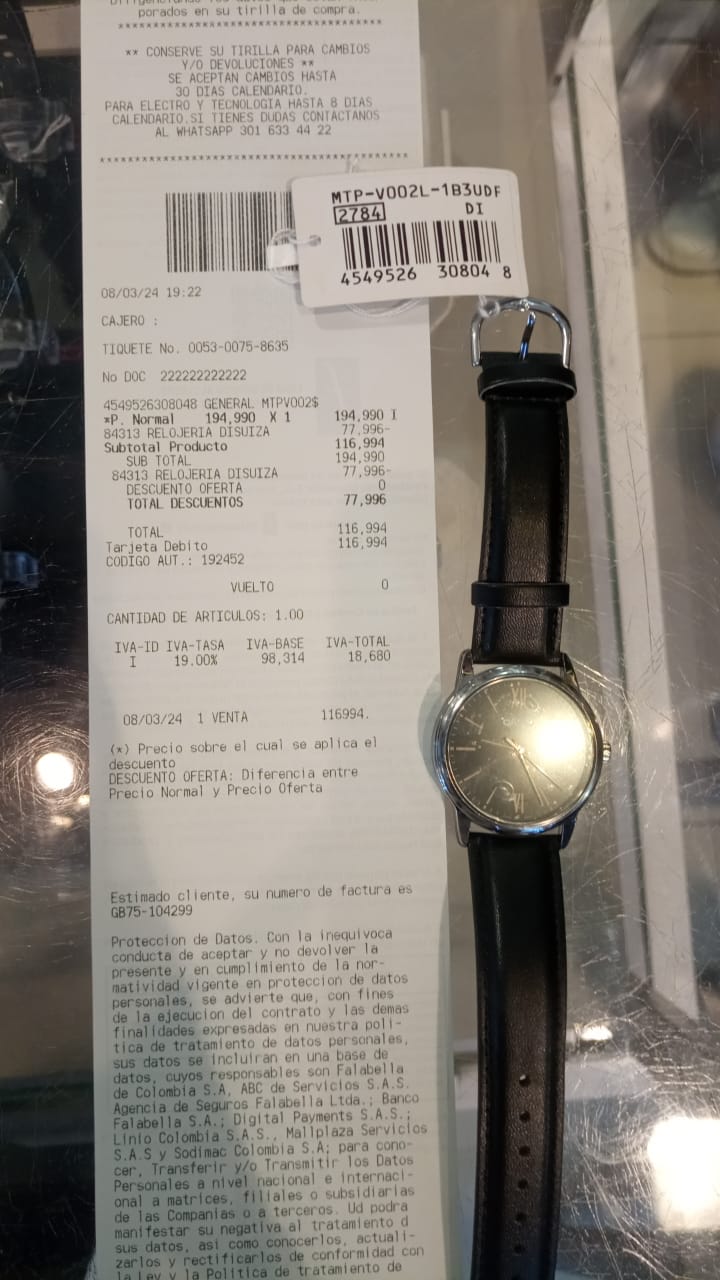 porados en su tirilla de compra.
*********************************
** CONSERVE SU TIRILLA PARA CAMBIOS
Y/O DEVOLUCIONES **
SE ACEPTAN CAMBIOS HASTA
30 DIAS CALENDARIO.
PARA ELECTRO Y TECNOLOGIA HASTA 8 DIAS
CALENDARIO.SI TIENES DUDAS CONTACTANOS
AL WHATSAPP 301 633 44 22
*********************************
MTP-V002L-1B3UDF
2784 DI
4549526 30804 8
08/03/24 19:22
CAJERO :
TIQUETE No. 0053-0075-8635
No DOC 222222222222
4549526308048 GENERAL MTPV002$
*P. Normal 194,990 X 1 194,990 I
84313 RELOJERIA DISUIZA 77,996-
Subtotal Producto 116,994
SUB TOTAL 194,990
84313 RELOJERIA DISUIZA 77,996-
DESCUENTO OFERTA 0
TOTAL DESCUENTOS 77,996
TOTAL 116,994
Tarjeta Debito 116,994
CODIGO AUT.: 192452
VUELTO 0
CANTIDAD DE ARTICULOS: 1.00
IVA-ID IVA-TASA IVA-BASE IVA-TOTAL
I 19.00% 98,314 18,680
08/03/24 1 VENTA 116994.
(*) Precio sobre el cual se aplica el
descuento
DESCUENTO OFERTA: Diferencia entre
Precio Normal y Precio Oferta
Estimado cliente, su numero de factura es
GB75-104299
Proteccion de Datos. Con la inequivoca
conducta de aceptar y no devolver la
presente y en cumplimiento de la nor-
matividad vigente en proteccion de datos
personales, se advierte que, con fines
de la ejecucion del contrato y las demas
finalidades expresadas en nuestra poli-
tica de tratamiento de datos personales,
sus datos se incluiran en una base de
datos, cuyos responsables son Falabella
de Colombia S.A, ABC de Servicios S.A.S.
Agencia de Seguros Falabella Ltda.; Banco
Falabella S.A.; Digital Payments S.A.S.;
Linio Colombia S.A.S., Mallplaza Servicios
S.A.S y Sodimac Colombia S.A; para cono-
cer, Transferir y/o Transmitir los Datos
Personales a nivel nacional e internaci-
onal a matrices, filiales o subsidiarias
de las Companias o a terceros. Ud podra
manifestar su negativa al tratamiento d
sus datos, asi como conocerlos, actuali-
zarlos y rectificarlos de conformidad con
la Ley y la Politica de tratamiento de